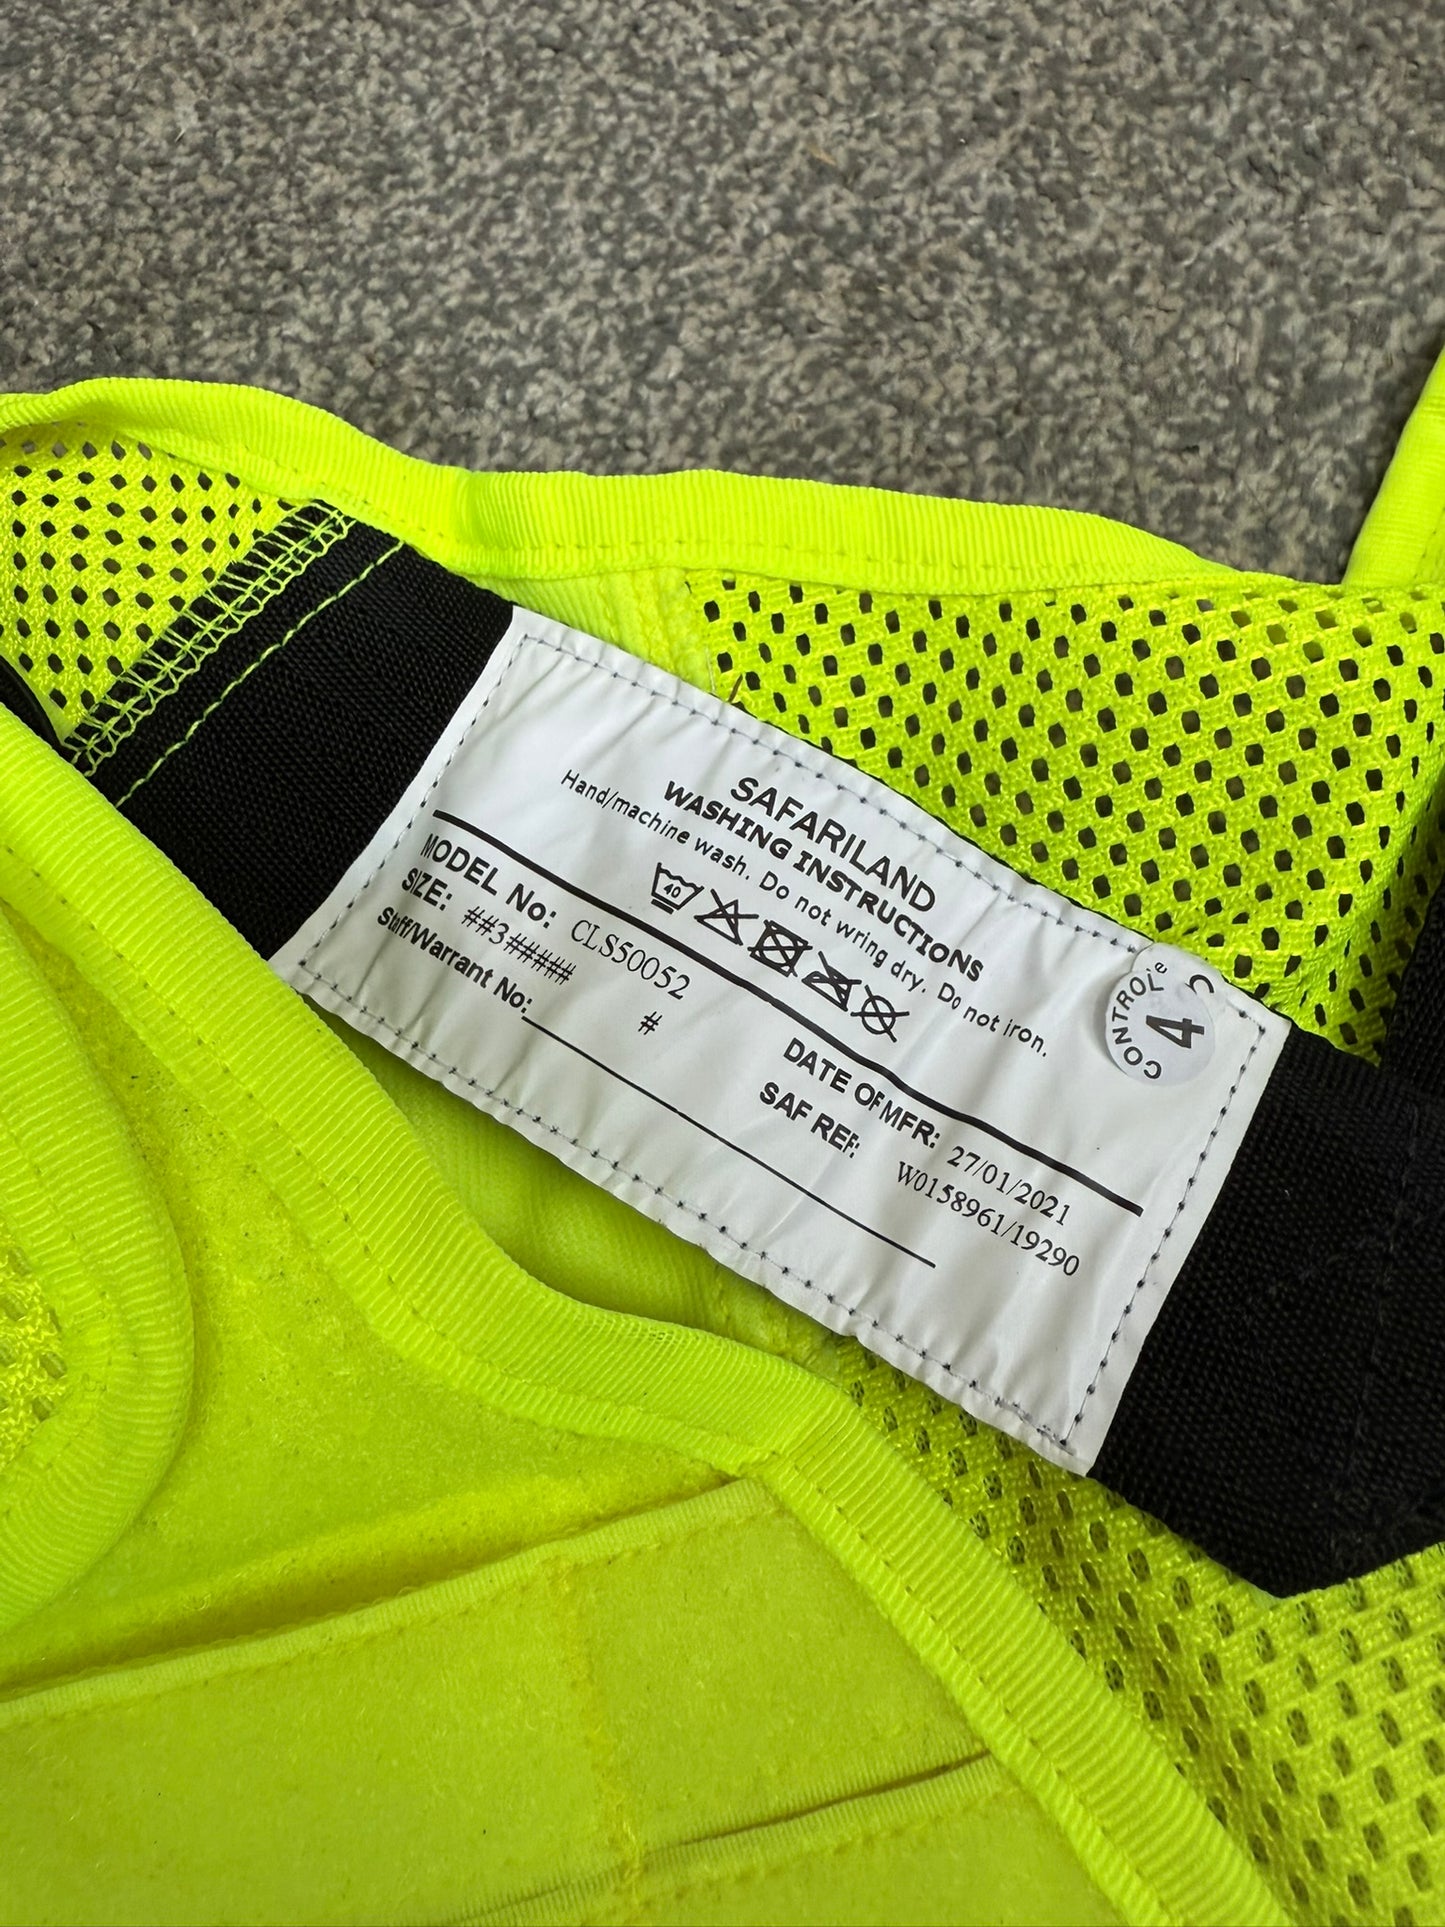 SAFARILAND
WASHING INSTRUCTIONS
Hand/machine wash. Do not wring dry. Do not iron.
40
MODEL No: CLS50052
DATE OF MFR: 27/01/2021
SIZE: ##3##### #
SAF REF: W0158961/19290
Staff/Warrant No:
CONTROLE
4